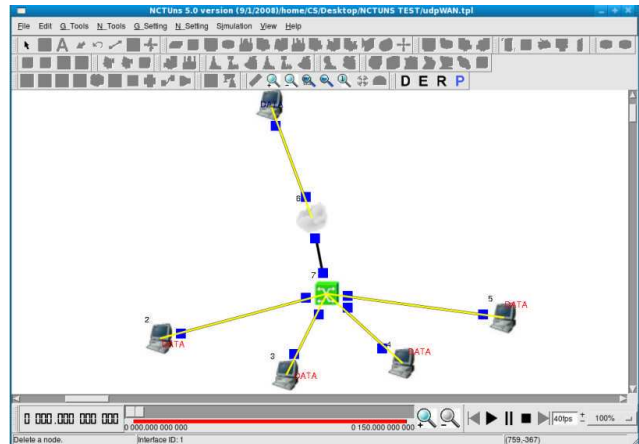 NCTUns 5.0 version (9/1/2008)/home/CS/Desktop/NCTUNS TEST/udpWAN.tpl
File Edit G_Tools N_Tools G_Setting N_Setting Simulation View Help
D E R P
DATA
6
7
2
DATA
3
DATA
4
DATA
5
DATA
0 000.000 000 000
0 000.000 000 000
0 150.000 000 000
40fps
100%
Delete a node.
Interface ID: 1
(759,-367)